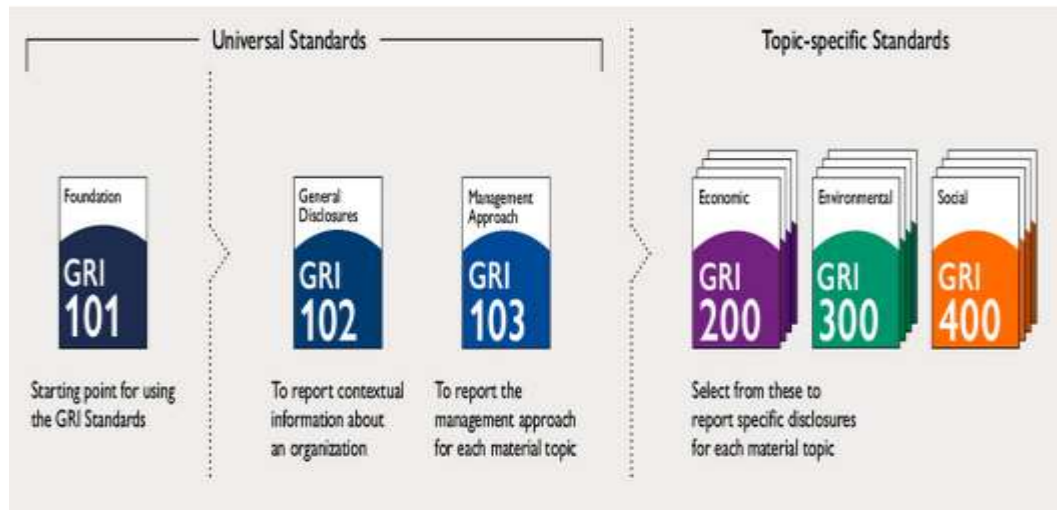 Universal Standards
Topic-specific Standards
Foundation
GRI
101
General
Disclosures
GRI
102
Management
Approach
GRI
103
Economic
GRI
200
Environmental
GRI
300
Social
GRI
400
Starting point for using
the GRI Standards
To report contextual
information about
an organization
To report the
management approach
for each material topic
Select from these to
report specific disclosures
for each material topic